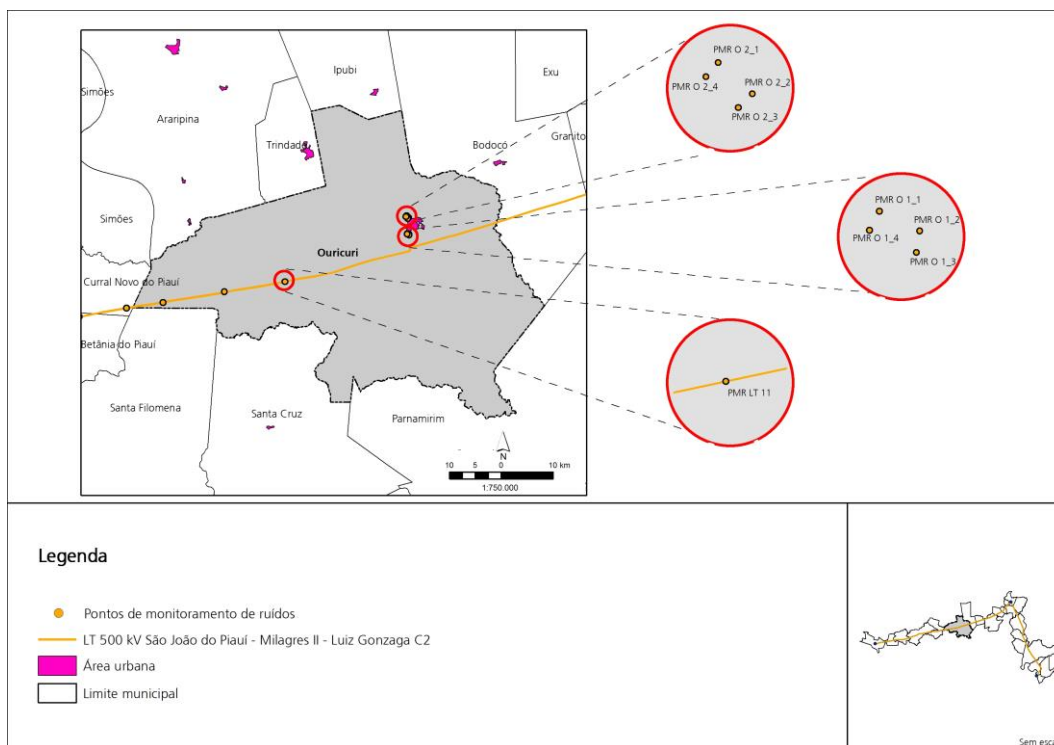 Ipubi
Exu
Simões
Araripina
Trindade
Bodocó
Granito
Simões
Ouricuri
Curral Novo do Piauí
Betânia do Piauí
Santa Filomena
Santa Cruz
Parnamirim
N
10 5 0 10 km
1:750.000
PMR O 2_1
PMR O 2_4
PMR O 2_2
PMR O 2_3
PMR O 1_1
PMR O 1_2
PMR O 1_4
PMR O 1_3
PMR LT 11
Legenda
Pontos de monitoramento de ruídos
LT 500 kV São João do Piauí - Milagres II - Luiz Gonzaga C2
Área urbana
Limite municipal
Sem esca